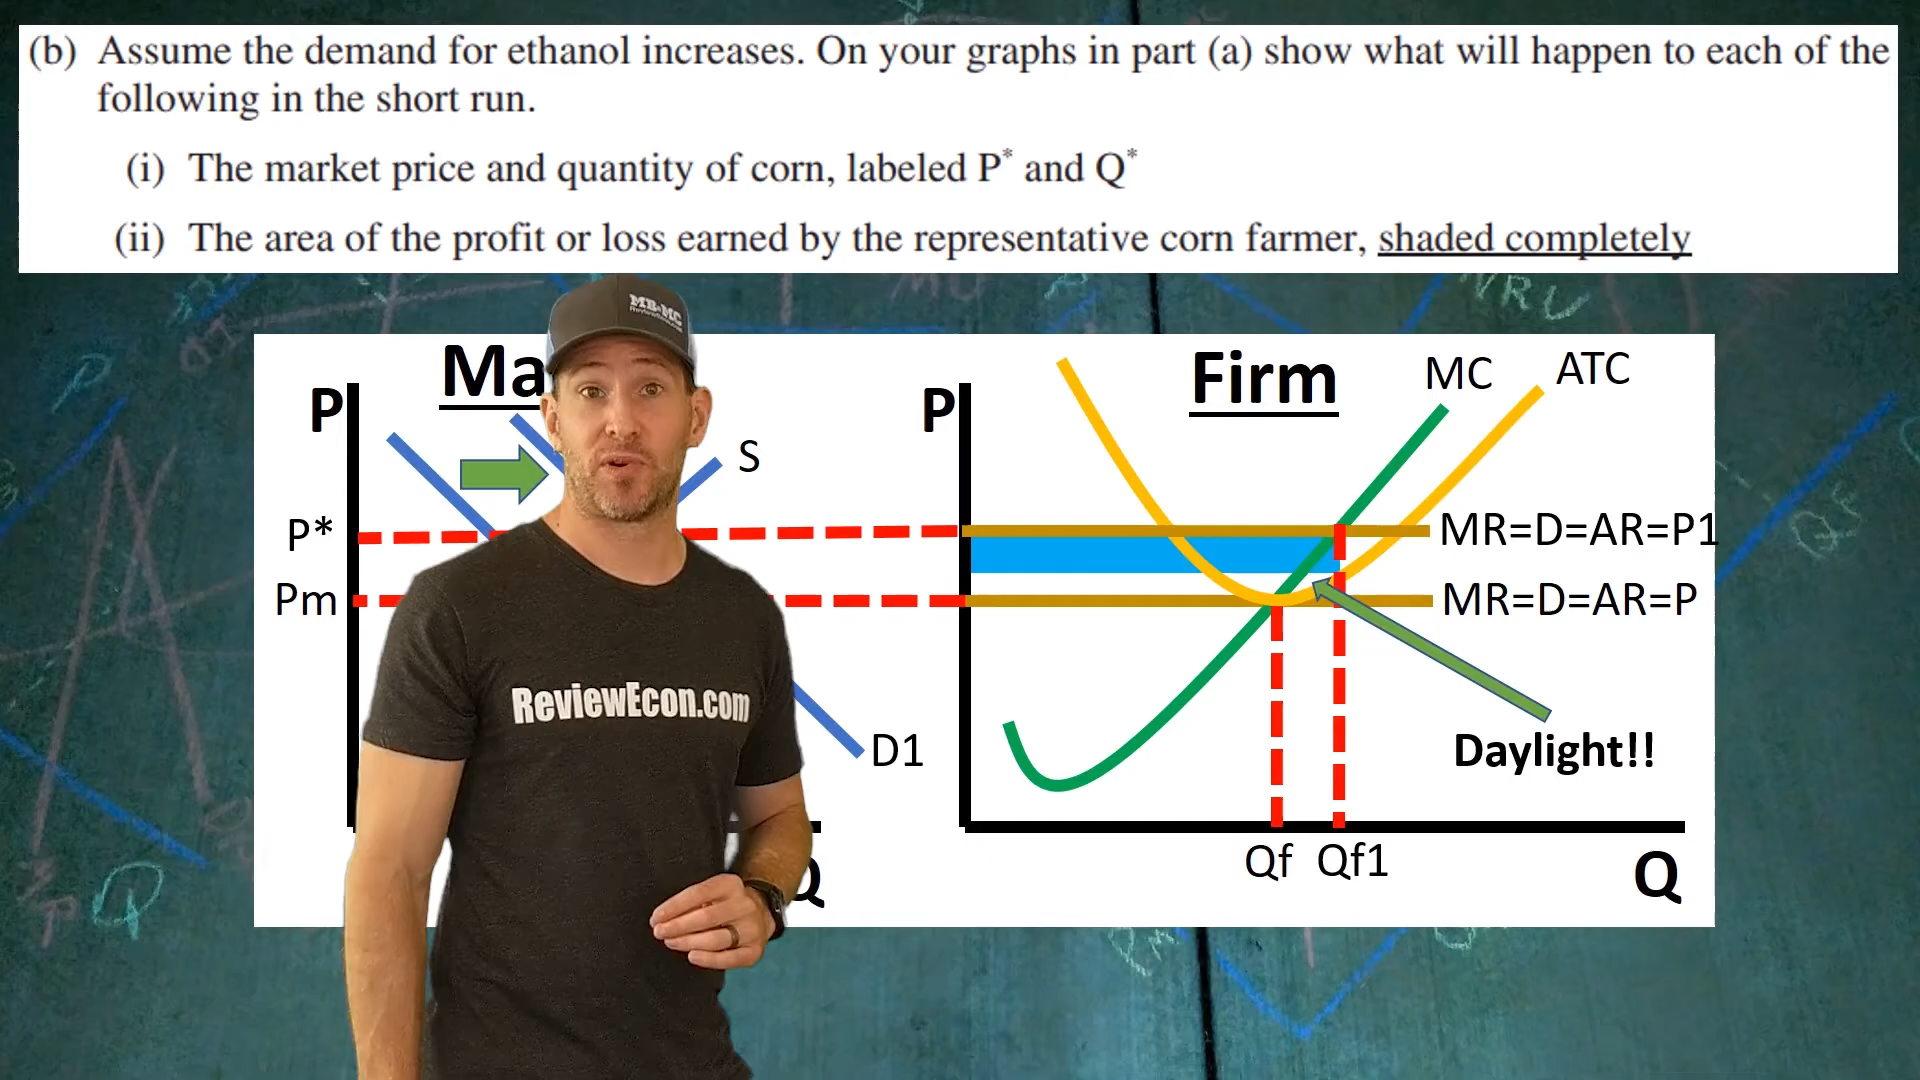 (b) Assume the demand for ethanol increases. On your graphs in part (a) show what will happen to each of the
following in the short run.
(i) The market price and quantity of corn, labeled P* and Q*
(ii) The area of the profit or loss earned by the representative corn farmer, shaded completely
MB=MC
Ma
P
S
P*
Pm
D1
Q
ReviewEcon.com
Firm
P
MC
ATC
MR=D=AR=P1
MR=D=AR=P
Daylight!!
Qf
Qf1
Q